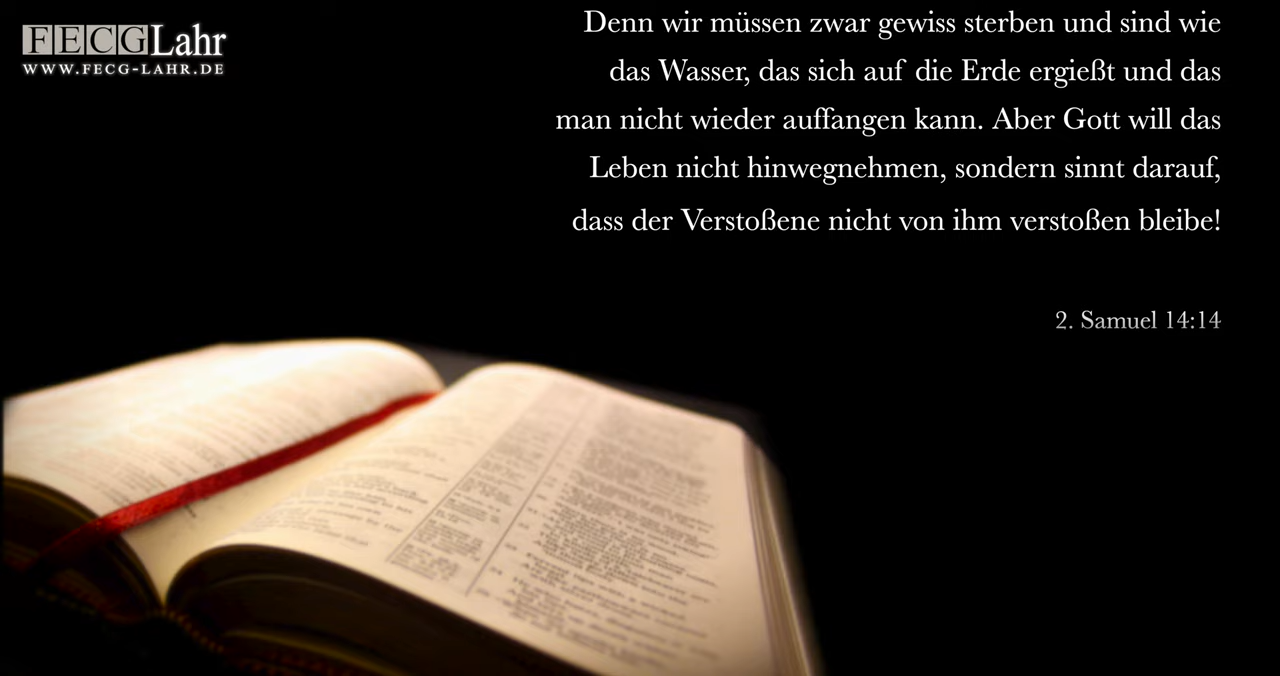 FECGLahr
WWW.FECG-LAHR.DE
Denn wir müssen zwar gewiss sterben und sind wie
das Wasser, das sich auf die Erde ergießt und das
man nicht wieder auffangen kann. Aber Gott will das
Leben nicht hinwegnehmen, sondern sinnt darauf,
dass der Verstoßene nicht von ihm verstoßen bleibe!
2. Samuel 14:14